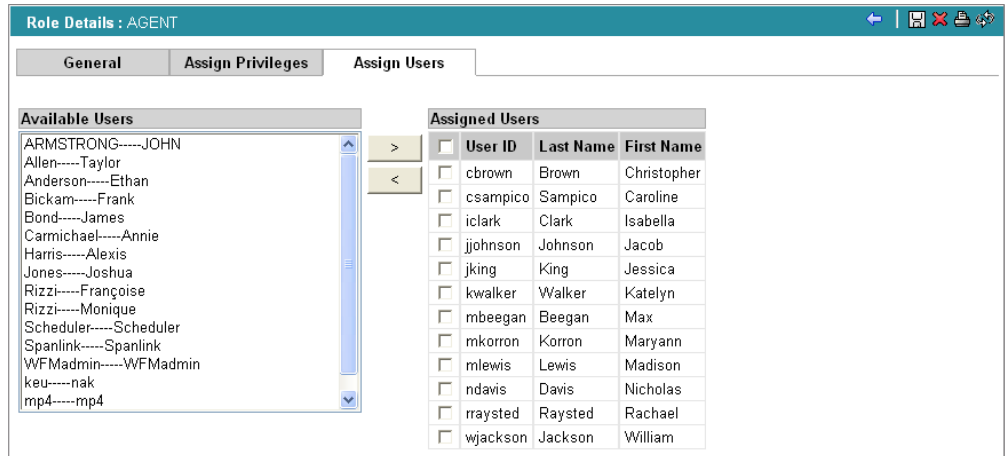 Role Details : AGENT
General Assign Privileges Assign Users
Available Users
ARMSTRONG-----JOHN
Allen-----Taylor
Anderson-----Ethan
Bickam-----Frank
Bond-----James
Carmichael-----Annie
Harris-----Alexis
Jones-----Joshua
Rizzi-----Françoise
Rizzi-----Monique
Scheduler-----Scheduler
Spanlink-----Spanlink
WFMadmin-----WFMadmin
keu-----nak
mp4-----mp4
>
<
Assigned Users
User ID Last Name First Name
cbrown Brown Christopher
csampico Sampico Caroline
iclark Clark Isabella
jjohnson Johnson Jacob
jking King Jessica
kwalker Walker Katelyn
mbeegan Beegan Max
mkorron Korron Maryann
mlewis Lewis Madison
ndavis Davis Nicholas
rraysted Raysted Rachael
wjackson Jackson William